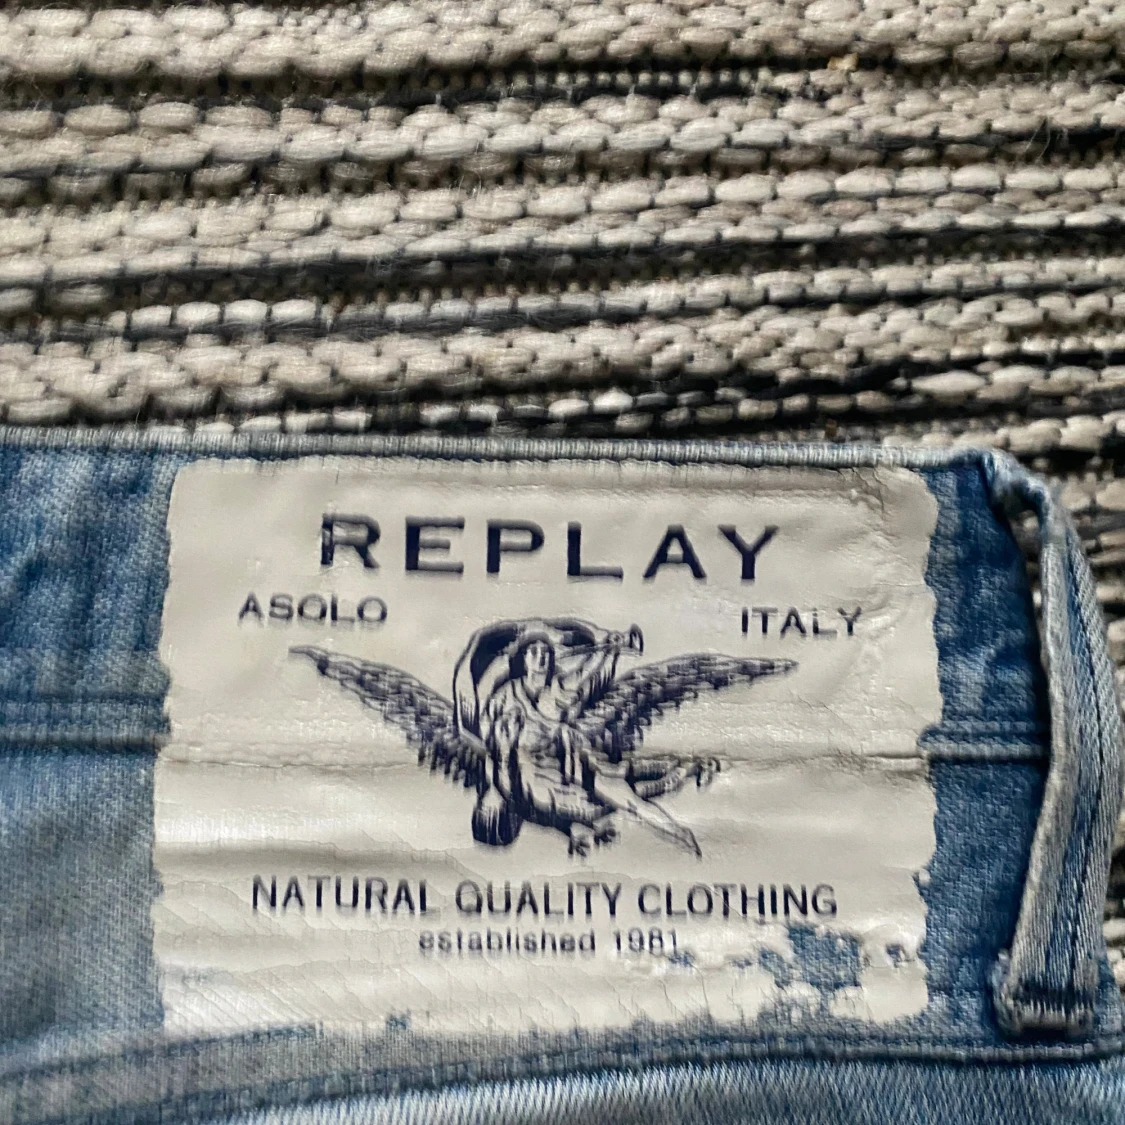 REPLAY
ASOLO ITALY
NATURAL QUALITY CLOTHING
established 1981